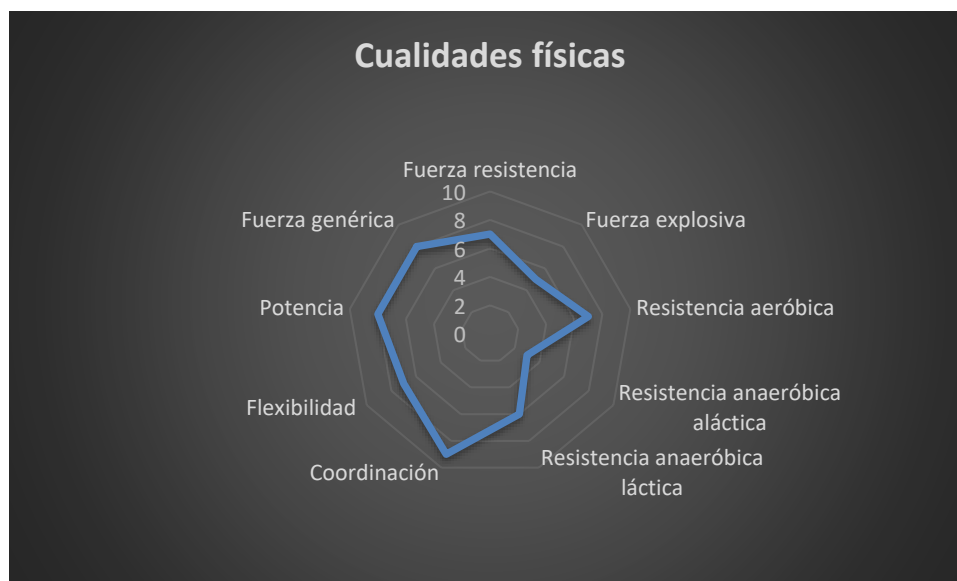 Cualidades físicas
Fuerza resistencia
10
8
6
4
2
0
Fuerza explosiva
Resistencia aeróbica
Resistencia anaeróbica
aláctica
Resistencia anaeróbica
láctica
Coordinación
Flexibilidad
Potencia
Fuerza genérica